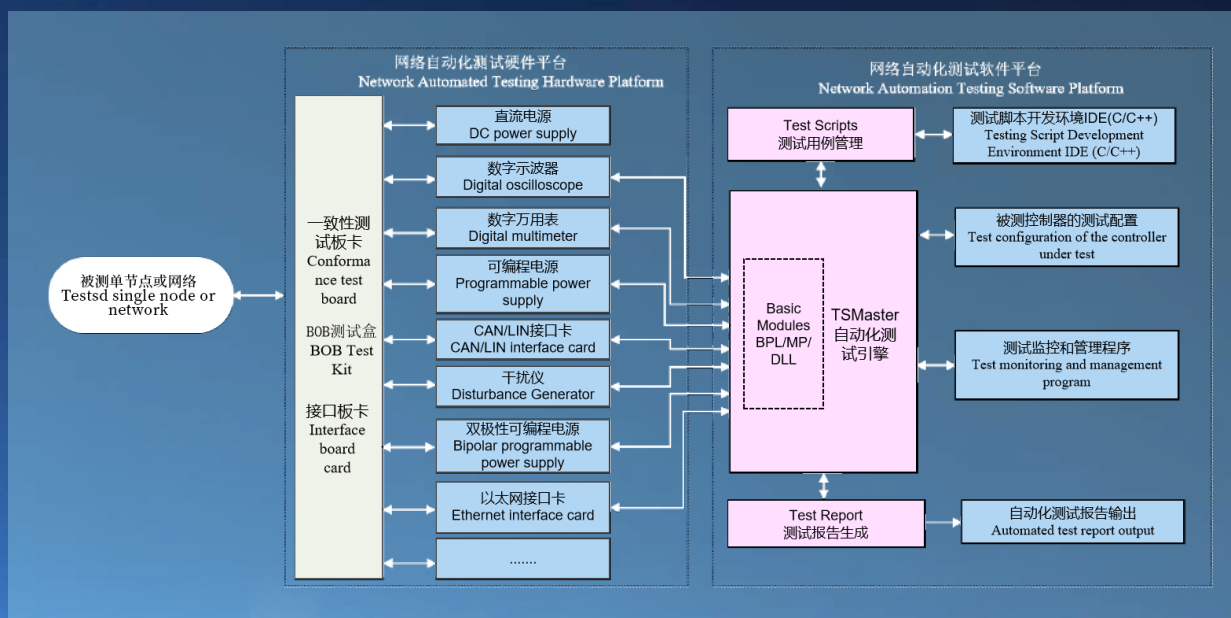 网络自动化测试硬件平台
Network Automated Testing Hardware Platform
一致性测
试板卡
Conforma
nce test
board
BOB测试盒
BOB Test
Kit
接口板卡
Interface
board
card
被测单节点或网络
Testsd single node or
network
直流电源
DC power supply
数字示波器
Digital oscilloscope
数字万用表
Digital multimeter
可编程电源
Programmable power
supply
CAN/LIN接口卡
CAN/LIN interface card
干扰仪
Disturbance Generator
双极性可编程电源
Bipolar programmable
power supply
以太网接口卡
Ethernet interface card
.......
网络自动化测试软件平台
Network Automation Testing Software Platform
Test Scripts
测试用例管理
测试脚本开发环境IDE(C/C++)
Testing Script Development
Environment IDE (C/C++)
Basic
Modules
BPL/MP/
DLL
TSMaster
自动化测
试引擎
被测控制器的测试配置
Test configuration of the controller
under test
测试监控和管理程序
Test monitoring and management
program
Test Report
测试报告生成
自动化测试报告输出
Automated test report output